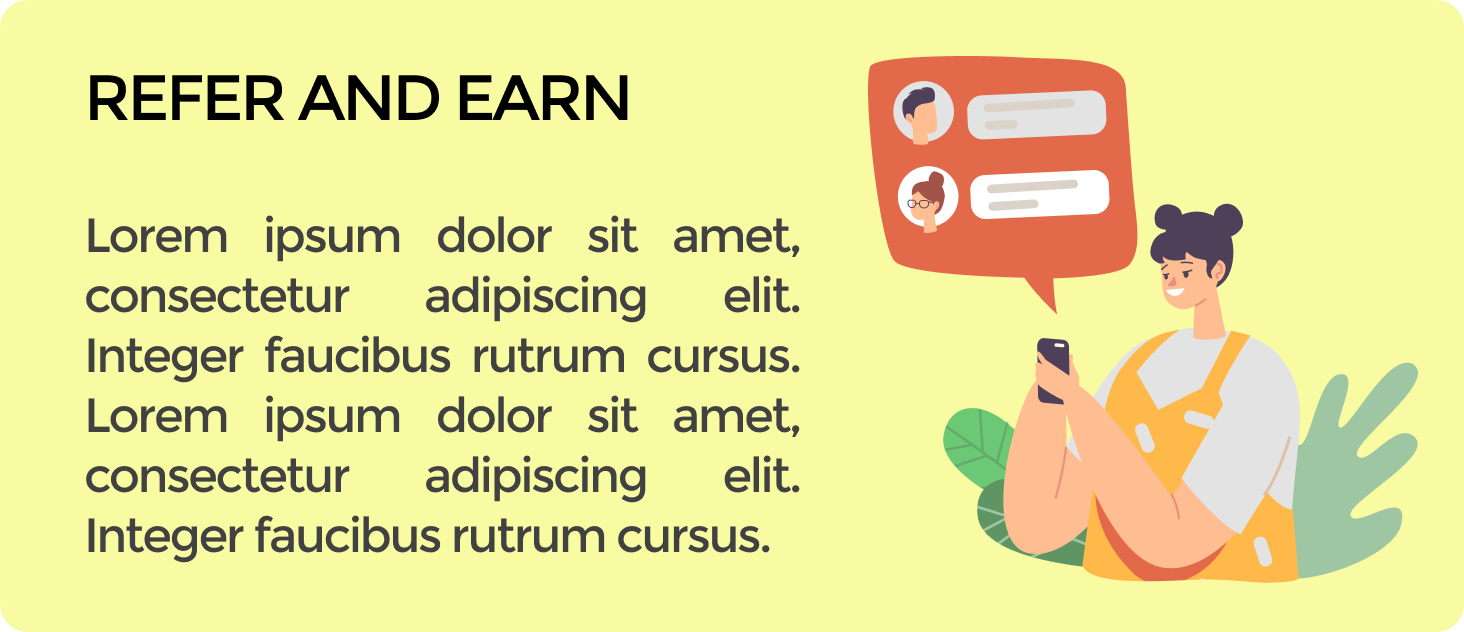 REFER AND EARN
Lorem ipsum dolor sit amet,
consectetur adipiscing elit.
Integer faucibus rutrum cursus.
Lorem ipsum dolor sit amet,
consectetur adipiscing elit.
Integer faucibus rutrum cursus.